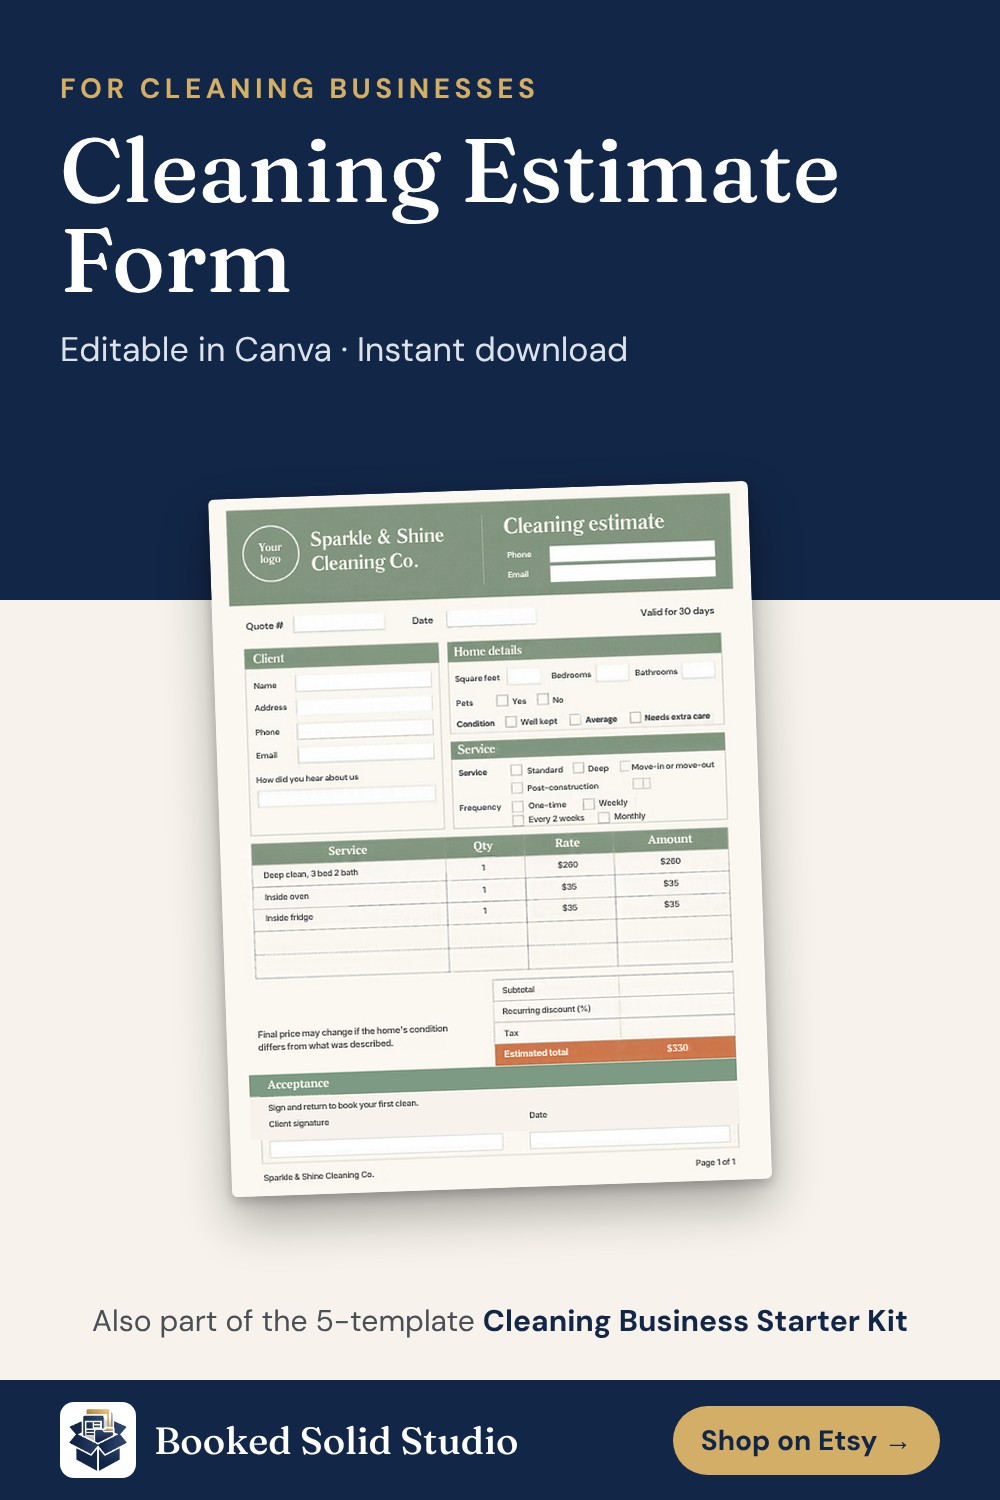 FOR CLEANING BUSINESSES
Cleaning Estimate
Form
Editable in Canva · Instant download
Your
logo
Sparkle & Shine
Cleaning Co.
Cleaning estimate
Phone
Email
Quote #
Date
Valid for 30 days
Client
Name
Address
Phone
Email
How did you hear about us
Home details
Square feet Bedrooms Bathrooms
Pets Yes No
Condition Well kept Average Needs extra care
Service
Service Standard Deep Move-in or move-out
Post-construction
Frequency One-time Weekly
Every 2 weeks Monthly
Service Qty Rate Amount
Deep clean, 3 bed 2 bath 1 $260 $260
Inside oven 1 $35 $35
Inside fridge 1 $35 $35
Subtotal
Recurring discount (%)
Tax
Estimated total $330
Final price may change if the home's condition
differs from what was described.
Acceptance
Sign and return to book your first clean.
Client signature
Date
Sparkle & Shine Cleaning Co.
Page 1 of 1
Also part of the 5-template Cleaning Business Starter Kit
Booked Solid Studio
Shop on Etsy →